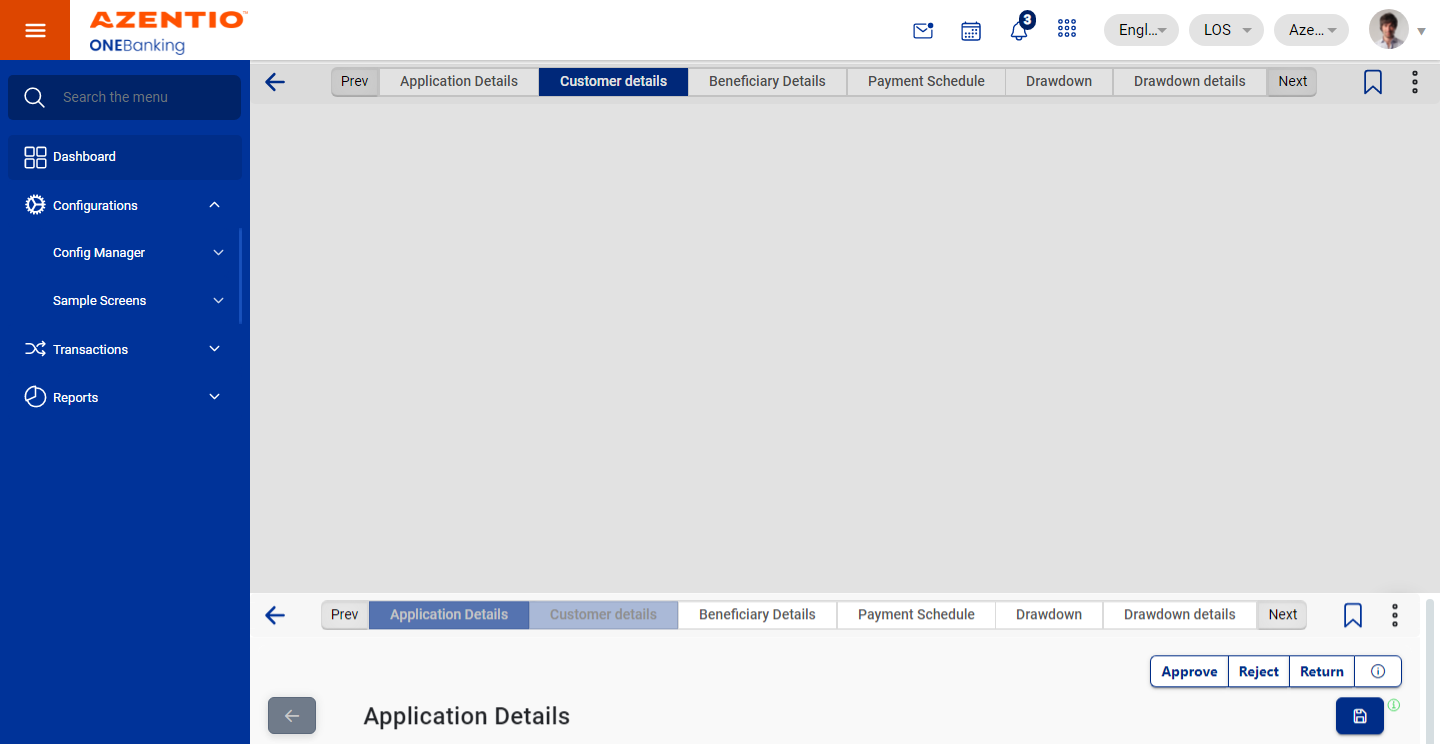 AZENTIO™
ONEBanking
3
Engl...
LOS
Aze...
Search the menu
Dashboard
Configurations
Config Manager
Sample Screens
Transactions
Reports
Prev Application Details Customer details Beneficiary Details Payment Schedule Drawdown Drawdown details Next
Prev Application Details Customer details Beneficiary Details Payment Schedule Drawdown Drawdown details Next
Approve Reject Return
Application Details